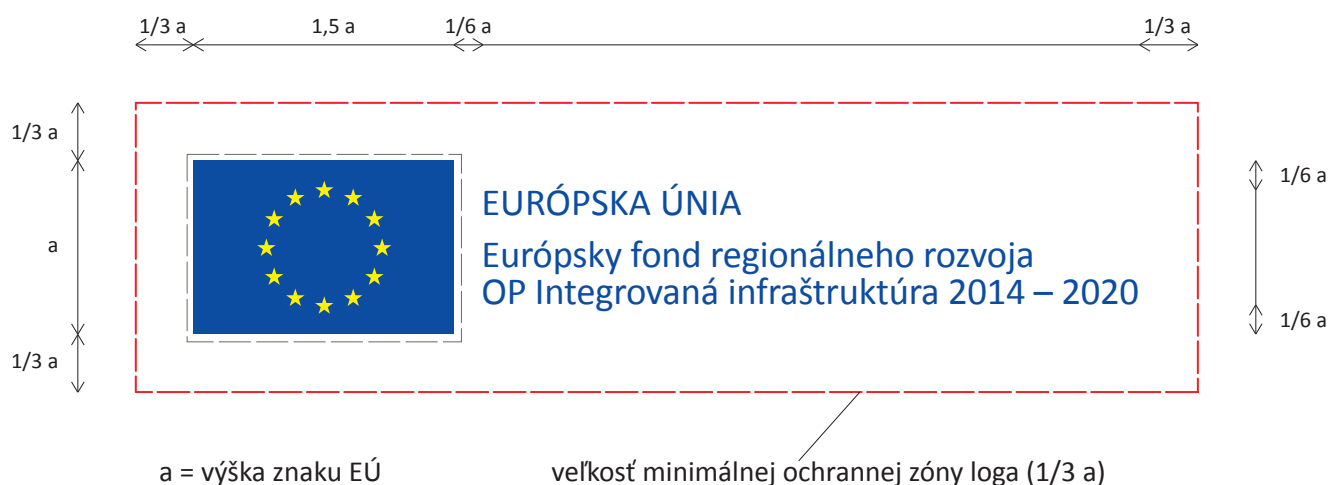 1/3 a
1,5 a
1/6 a
1/3 a
1/3 a
a
1/3 a
EURÓPSKA ÚNIA
Európsky fond regionálneho rozvoja
OP Integrovaná infraštruktúra 2014 – 2020
1/6 a
1/6 a
a = výška znaku EÚ
veľkosť minimálnej ochrannej zóny loga (1/3 a)